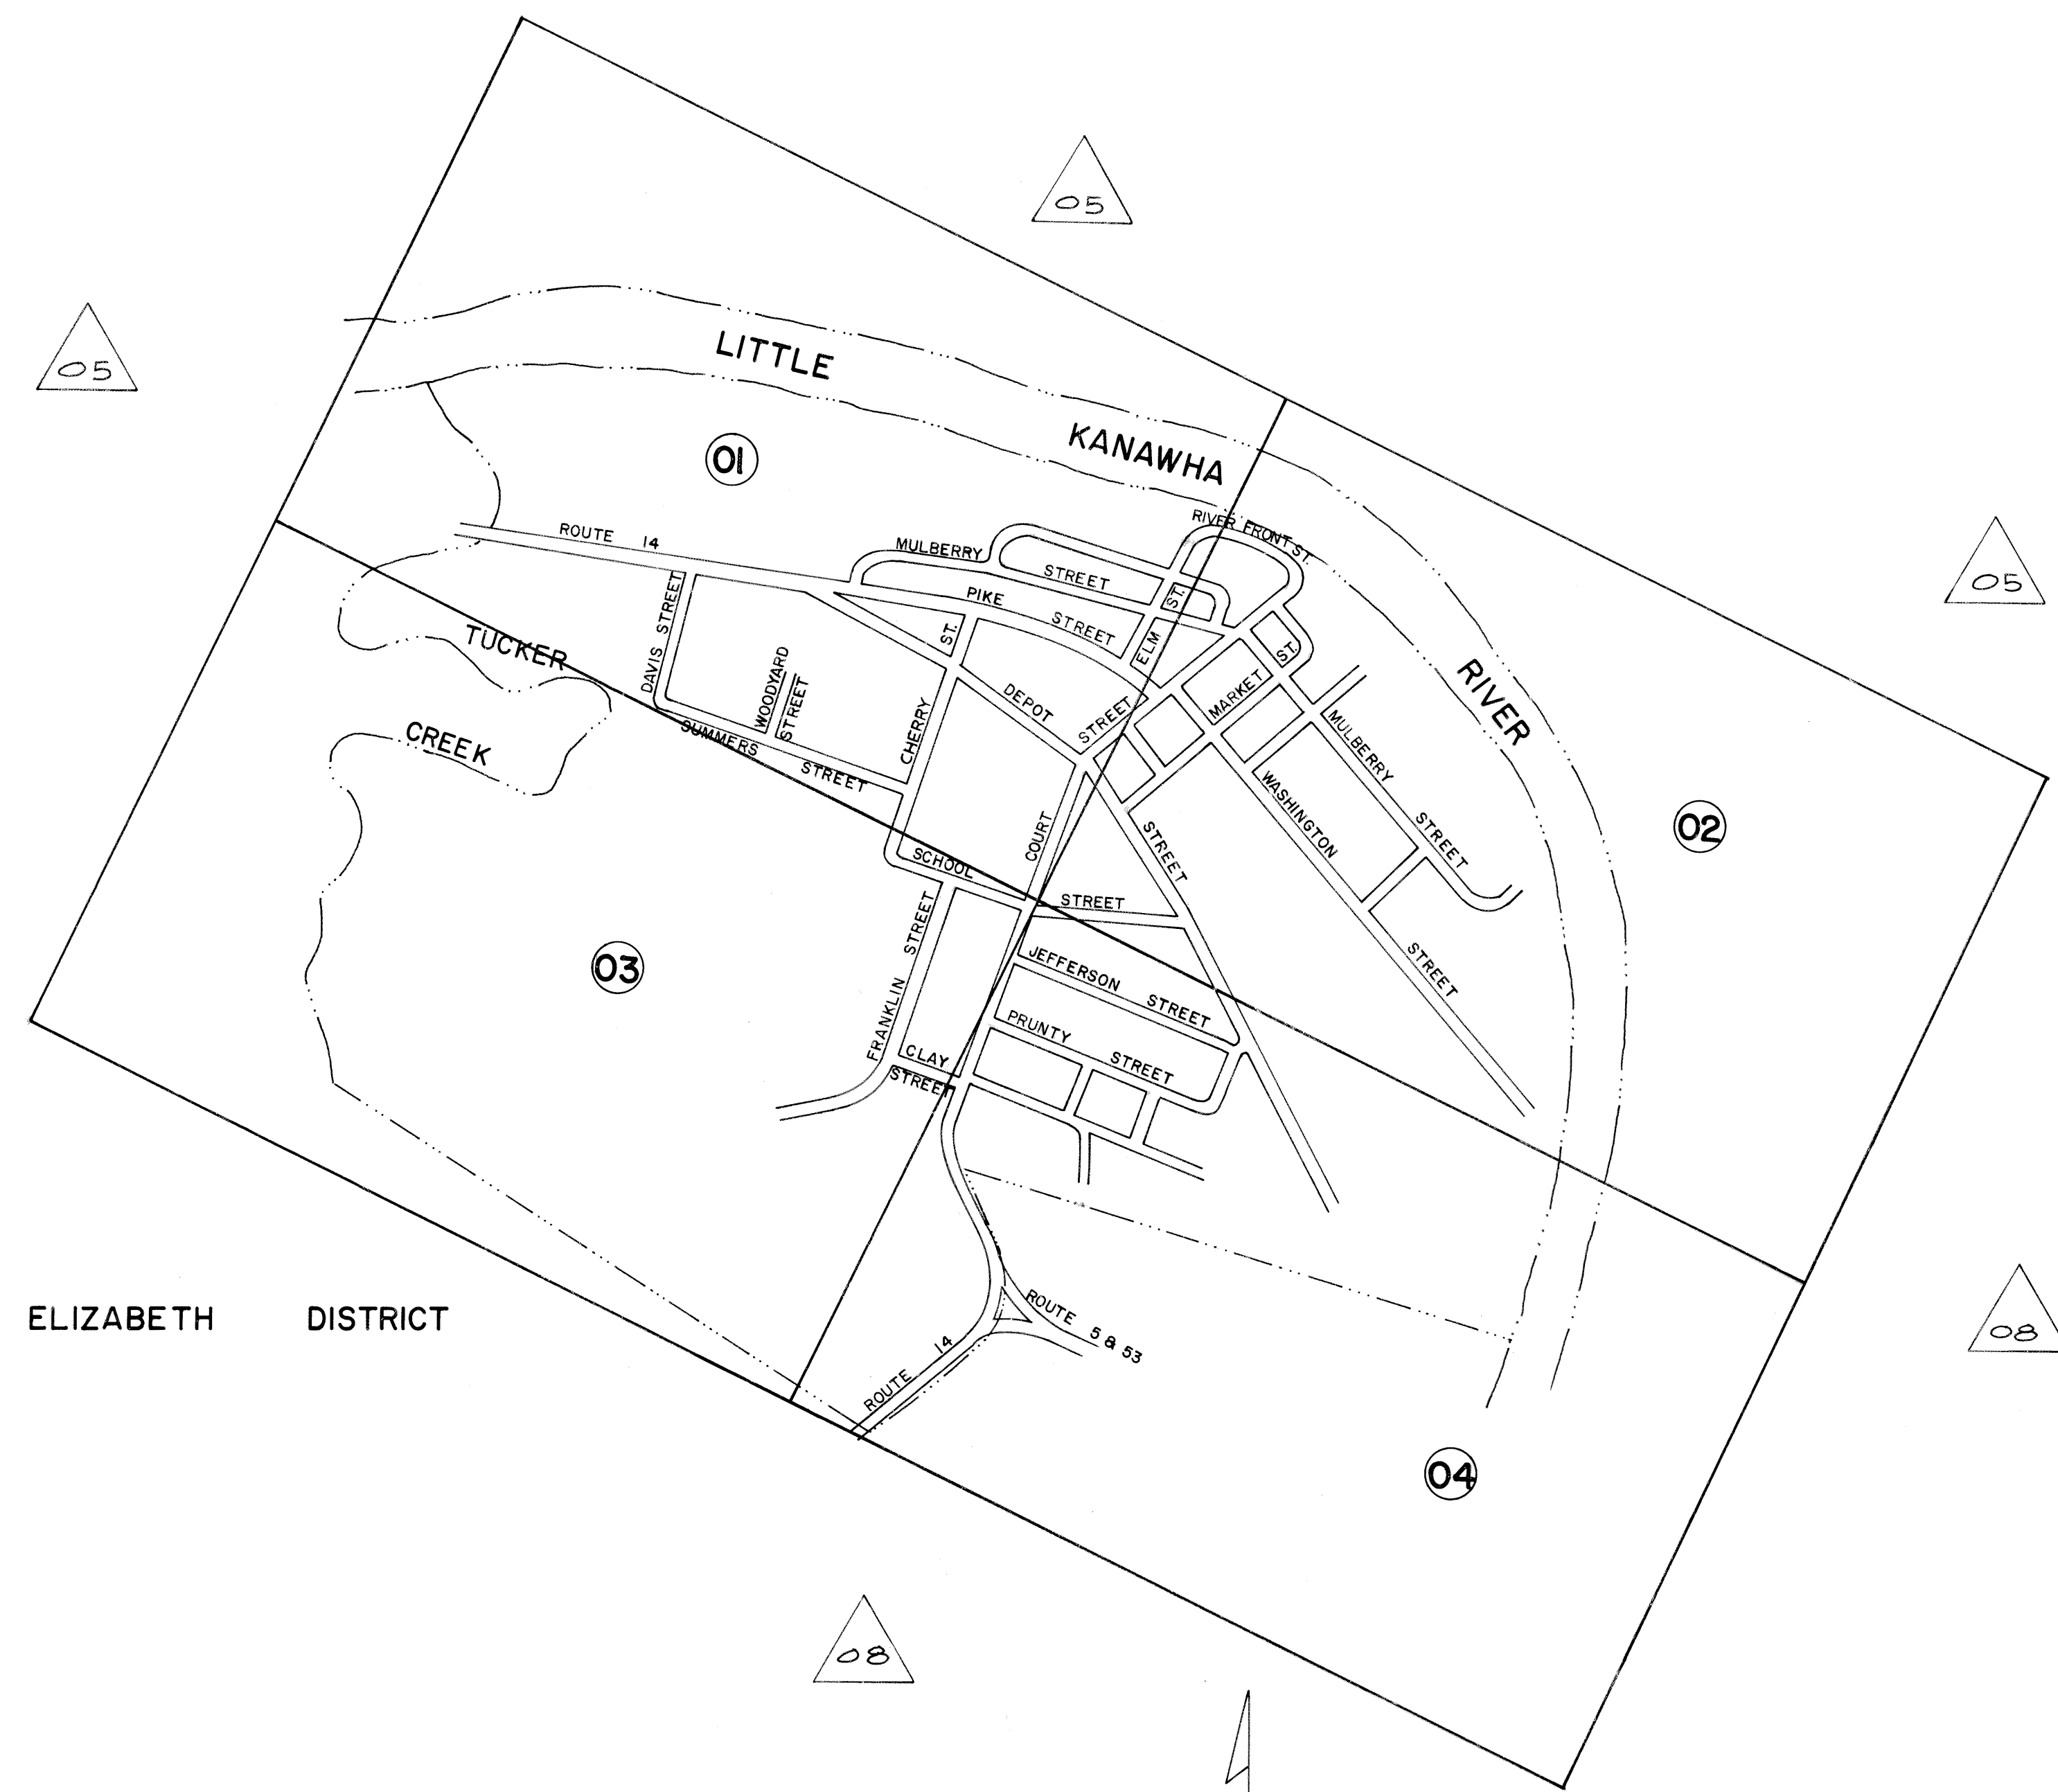 05
05
LITTLE
KANAWHA
RIVER
01
ROUTE 14
MULBERRY
STREET
RIVER FRONT ST.
05
PIKE
STREET
ST.
ELM
ST.
ST.
DAVIS STREET
TUCKER
CREEK
WOODYARD
STREET
SUMMERS
STREET
CHERRY
DEPOT
STREET
MARKET
MULBERRY
STREET
WASHINGTON
STREET
02
COURT
STREET
SCHOOL
STREET
03
FRANKLIN STREET
JEFFERSON STREET
PRUNTY STREET
CLAY
STREET
ROUTE 5 & 53
ROUTE 14
ELIZABETH DISTRICT
08
04
08